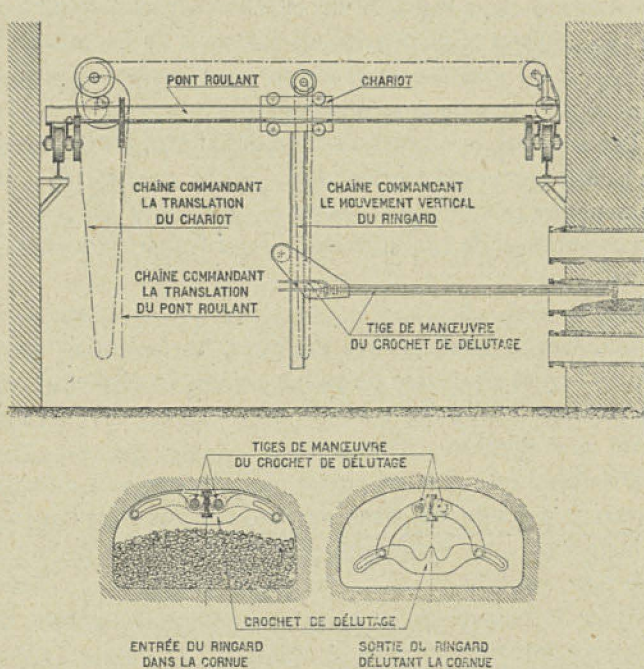 PONT ROULANT
CHARIOT
CHAÎNE COMMANDANT
LA TRANSLATION
DU CHARIOT
CHAÎNE COMMANDANT
LE MOUVEMENT VERTICAL
DU RINGARD
CHAÎNE COMMANDANT
LA TRANSLATION
DU PONT ROULANT
TIGE DE MANŒUVRE
DU CROCHET DE DÉLUTAGE
TIGES DE MANŒUVRE
DU CROCHET DE DÉLUTAGE
CROCHET DE DÉLUTAGE
ENTRÉE DU RINGARD
DANS LA CORNUE
SORTIE DU RINGARD
DÉLUTANT LA CORNUE